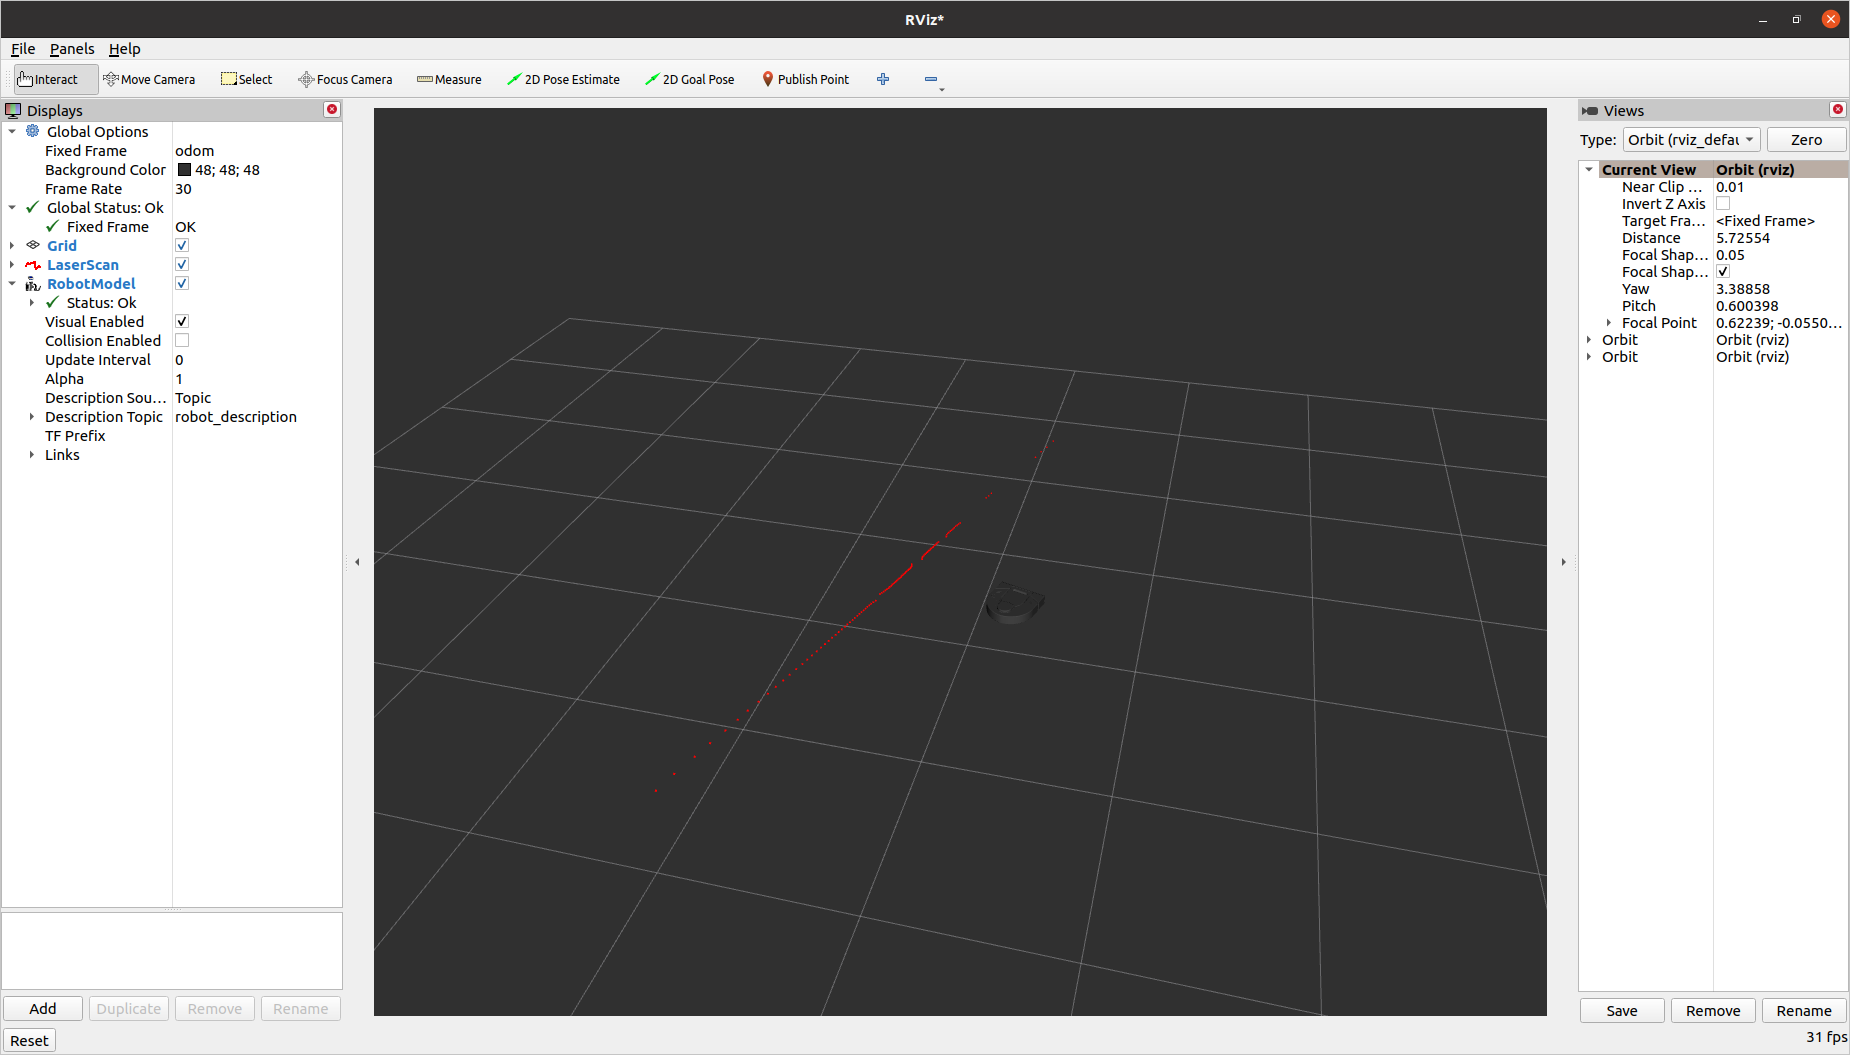 RViz*
File Panels Help
Interact Move Camera Select Focus Camera Measure 2D Pose Estimate 2D Goal Pose Publish Point
Displays
Global Options
Fixed Frame odom
Background Color 48; 48; 48
Frame Rate 30
Global Status: Ok
Fixed Frame OK
Grid
LaserScan
RobotModel
Status: Ok
Visual Enabled
Collision Enabled
Update Interval 0
Alpha 1
Description Sou... Topic
Description Topic robot_description
TF Prefix
Links
Add Duplicate Remove Rename
Reset
Views
Type: Orbit (rviz_defau Zero
Current View Orbit (rviz)
Near Clip ... 0.01
Invert Z Axis
Target Fra... <Fixed Frame>
Distance 5.72554
Focal Shap... 0.05
Focal Shap...
Yaw 3.38858
Pitch 0.600398
Focal Point 0.62239; -0.0550...
Orbit Orbit (rviz)
Orbit Orbit (rviz)
Save Remove Rename
31 fps